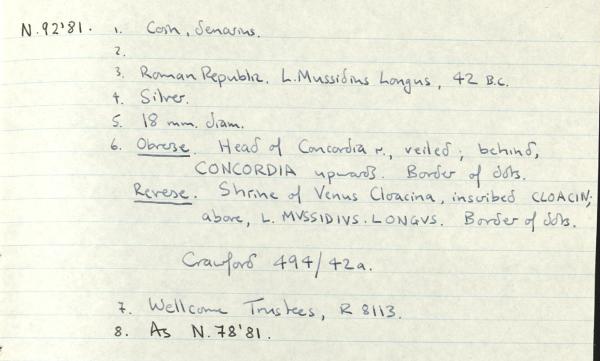 N.92'81. 1. Coin, denarius.
2.
3. Roman Republic. L.Mussidius Longus, 42 B.C.
4. Silver.
5. 18 mm. diam.
6. Obverse. Head of Concordia r., veiled; behind,
CONCORDIA upwards. Border of dots.
Reverse. Shrine of Venus Cloacina, inscribed CLOACIN;
above, L. MVSSIDIVS. LONGVS. Border of dots.
Crawford 494/42a.
7. Wellcome Trustees, R 8113.
8. As N.78'81.